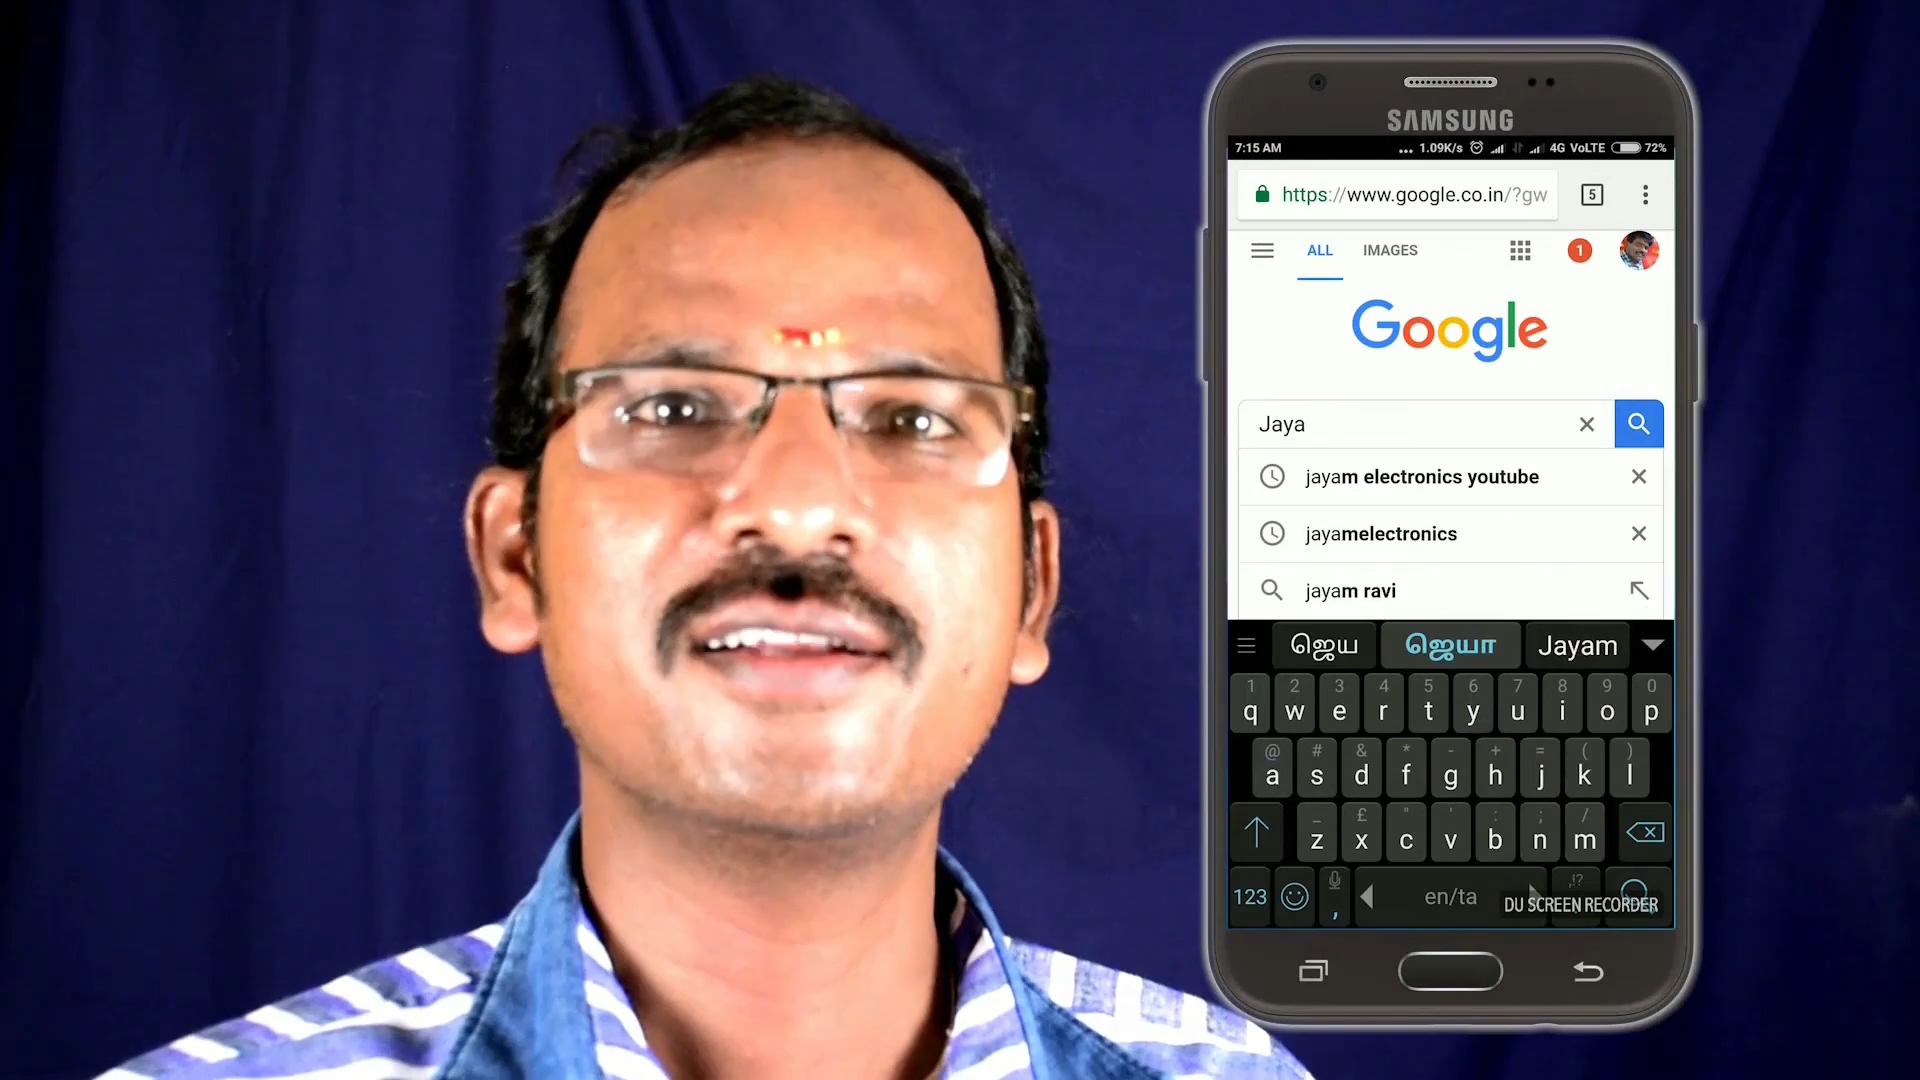 SAMSUNG
7:15 AM ... 1.09K/s 4G VoLTE 72%
https://www.google.co.in/?gw 5
ALL IMAGES 1
Google
Jaya
jayam electronics youtube
jayamelectronics
jayam ravi
ஜெய ஜெயா Jayam
1 2 3 4 5 6 7 8 9 0
q w e r t y u i o p
@ # & * - + = ( )
a s d f g h j k l
_ £ " ' : ; /
z x c v b n m
123 , en/ta ,!?
DU SCREEN RECORDER